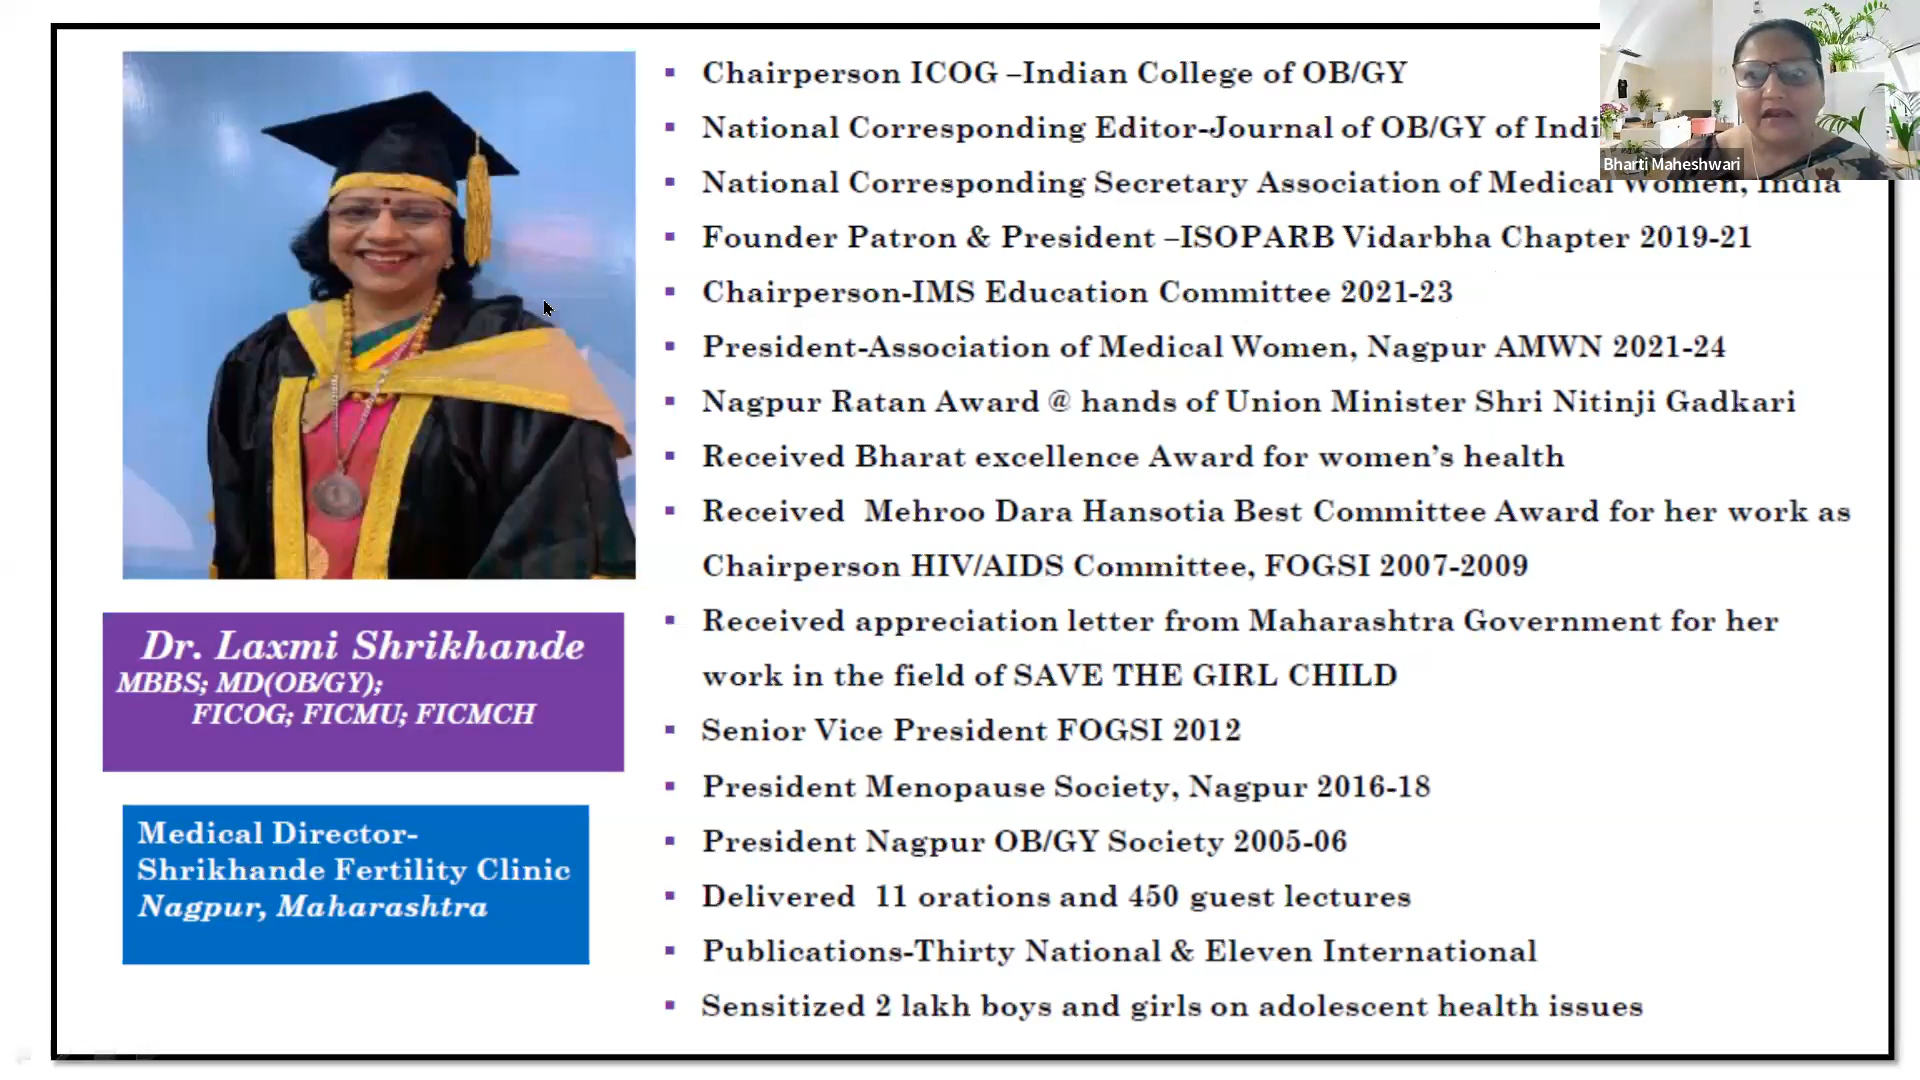 Chairperson ICOG –Indian College of OB/GY
National Corresponding Editor-Journal of OB/GY of Indi
National Corresponding Secretary Association of Medical Women, India
Founder Patron & President –ISOPARB Vidarbha Chapter 2019-21
Chairperson-IMS Education Committee 2021-23
President-Association of Medical Women, Nagpur AMWN 2021-24
Nagpur Ratan Award @ hands of Union Minister Shri Nitinji Gadkari
Received Bharat excellence Award for women’s health
Received Mehroo Dara Hansotia Best Committee Award for her work as
Chairperson HIV/AIDS Committee, FOGSI 2007-2009
Received appreciation letter from Maharashtra Government for her
work in the field of SAVE THE GIRL CHILD
Senior Vice President FOGSI 2012
President Menopause Society, Nagpur 2016-18
President Nagpur OB/GY Society 2005-06
Delivered 11 orations and 450 guest lectures
Publications-Thirty National & Eleven International
Sensitized 2 lakh boys and girls on adolescent health issues
Dr. Laxmi Shrikhande
MBBS; MD(OB/GY);
FICOG; FICMU; FICMCH
Medical Director-
Shrikhande Fertility Clinic
Nagpur, Maharashtra
Bharti Maheshwari